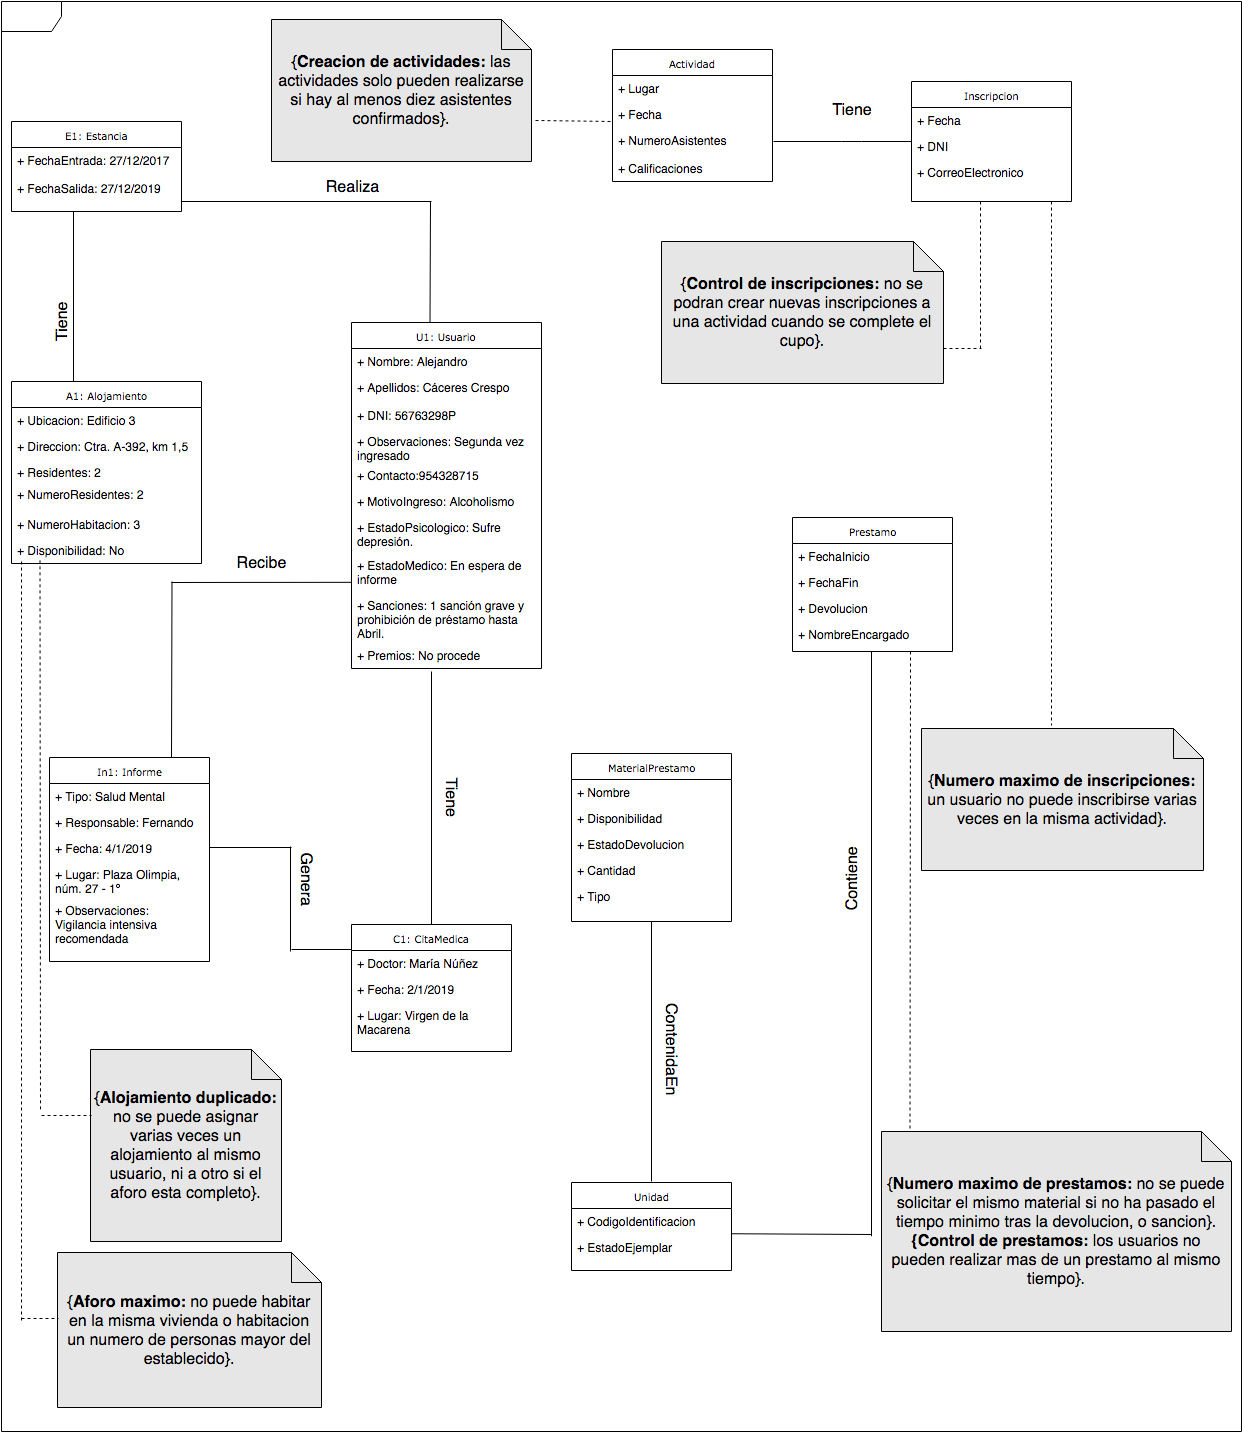 {Creacion de actividades: las
actividades solo pueden realizarse
si hay al menos diez asistentes
confirmados}.
Actividad
+ Lugar
+ Fecha
+ NumeroAsistentes
+ Calificaciones
Tiene
Inscripcion
+ Fecha
+ DNI
+ CorreoElectronico
E1: Estancia
+ FechaEntrada: 27/12/2017
+ FechaSalida: 27/12/2019
Realiza
{Control de inscripciones: no se
podran crear nuevas inscripciones a
una actividad cuando se complete el
cupo}.
Tiene
U1: Usuario
+ Nombre: Alejandro
+ Apellidos: Cáceres Crespo
+ DNI: 56763298P
+ Observaciones: Segunda vez
ingresado
+ Contacto:954328715
+ MotivoIngreso: Alcoholismo
+ EstadoPsicologico: Sufre
depresión.
+ EstadoMedico: En espera de
informe
+ Sanciones: 1 sanción grave y
prohibición de préstamo hasta
Abril.
+ Premios: No procede
A1: Alojamiento
+ Ubicacion: Edificio 3
+ Direccion: Ctra. A-392, km 1,5
+ Residentes: 2
+ NumeroResidentes: 2
+ NumeroHabitacion: 3
+ Disponibilidad: No
Recibe
Prestamo
+ FechaInicio
+ FechaFin
+ Devolucion
+ NombreEncargado
In1: Informe
+ Tipo: Salud Mental
+ Responsable: Fernando
+ Fecha: 4/1/2019
+ Lugar: Plaza Olimpia,
núm. 27 - 1º
+ Observaciones:
Vigilancia intensiva
recomendada
Genera
Tiene
MaterialPrestamo
+ Nombre
+ Disponibilidad
+ EstadoDevolucion
+ Cantidad
+ Tipo
Contiene
{Numero maximo de inscripciones:
un usuario no puede inscribirse varias
veces en la misma actividad}.
C1: CitaMedica
+ Doctor: María Núñez
+ Fecha: 2/1/2019
+ Lugar: Virgen de la
Macarena
ContenidaEn
{Alojamiento duplicado:
no se puede asignar
varias veces un
alojamiento al mismo
usuario, ni a otro si el
aforo esta completo}.
Unidad
+ CodigoIdentificacion
+ EstadoEjemplar
{Numero maximo de prestamos: no se puede
solicitar el mismo material si no ha pasado el
tiempo minimo tras la devolucion, o sancion}.
{Control de prestamos: los usuarios no
pueden realizar mas de un prestamo al mismo
tiempo}.
{Aforo maximo: no puede habitar
en la misma vivienda o habitacion
un numero de personas mayor del
establecido}.